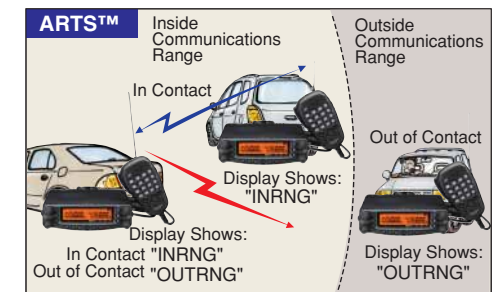 ARTS™
Inside
Communications
Range
Outside
Communications
Range
In Contact
Out of Contact
Display Shows:
"INRNG"
Display Shows:
In Contact "INRNG"
Out of Contact "OUTRNG"
Display Shows:
"OUTRNG"